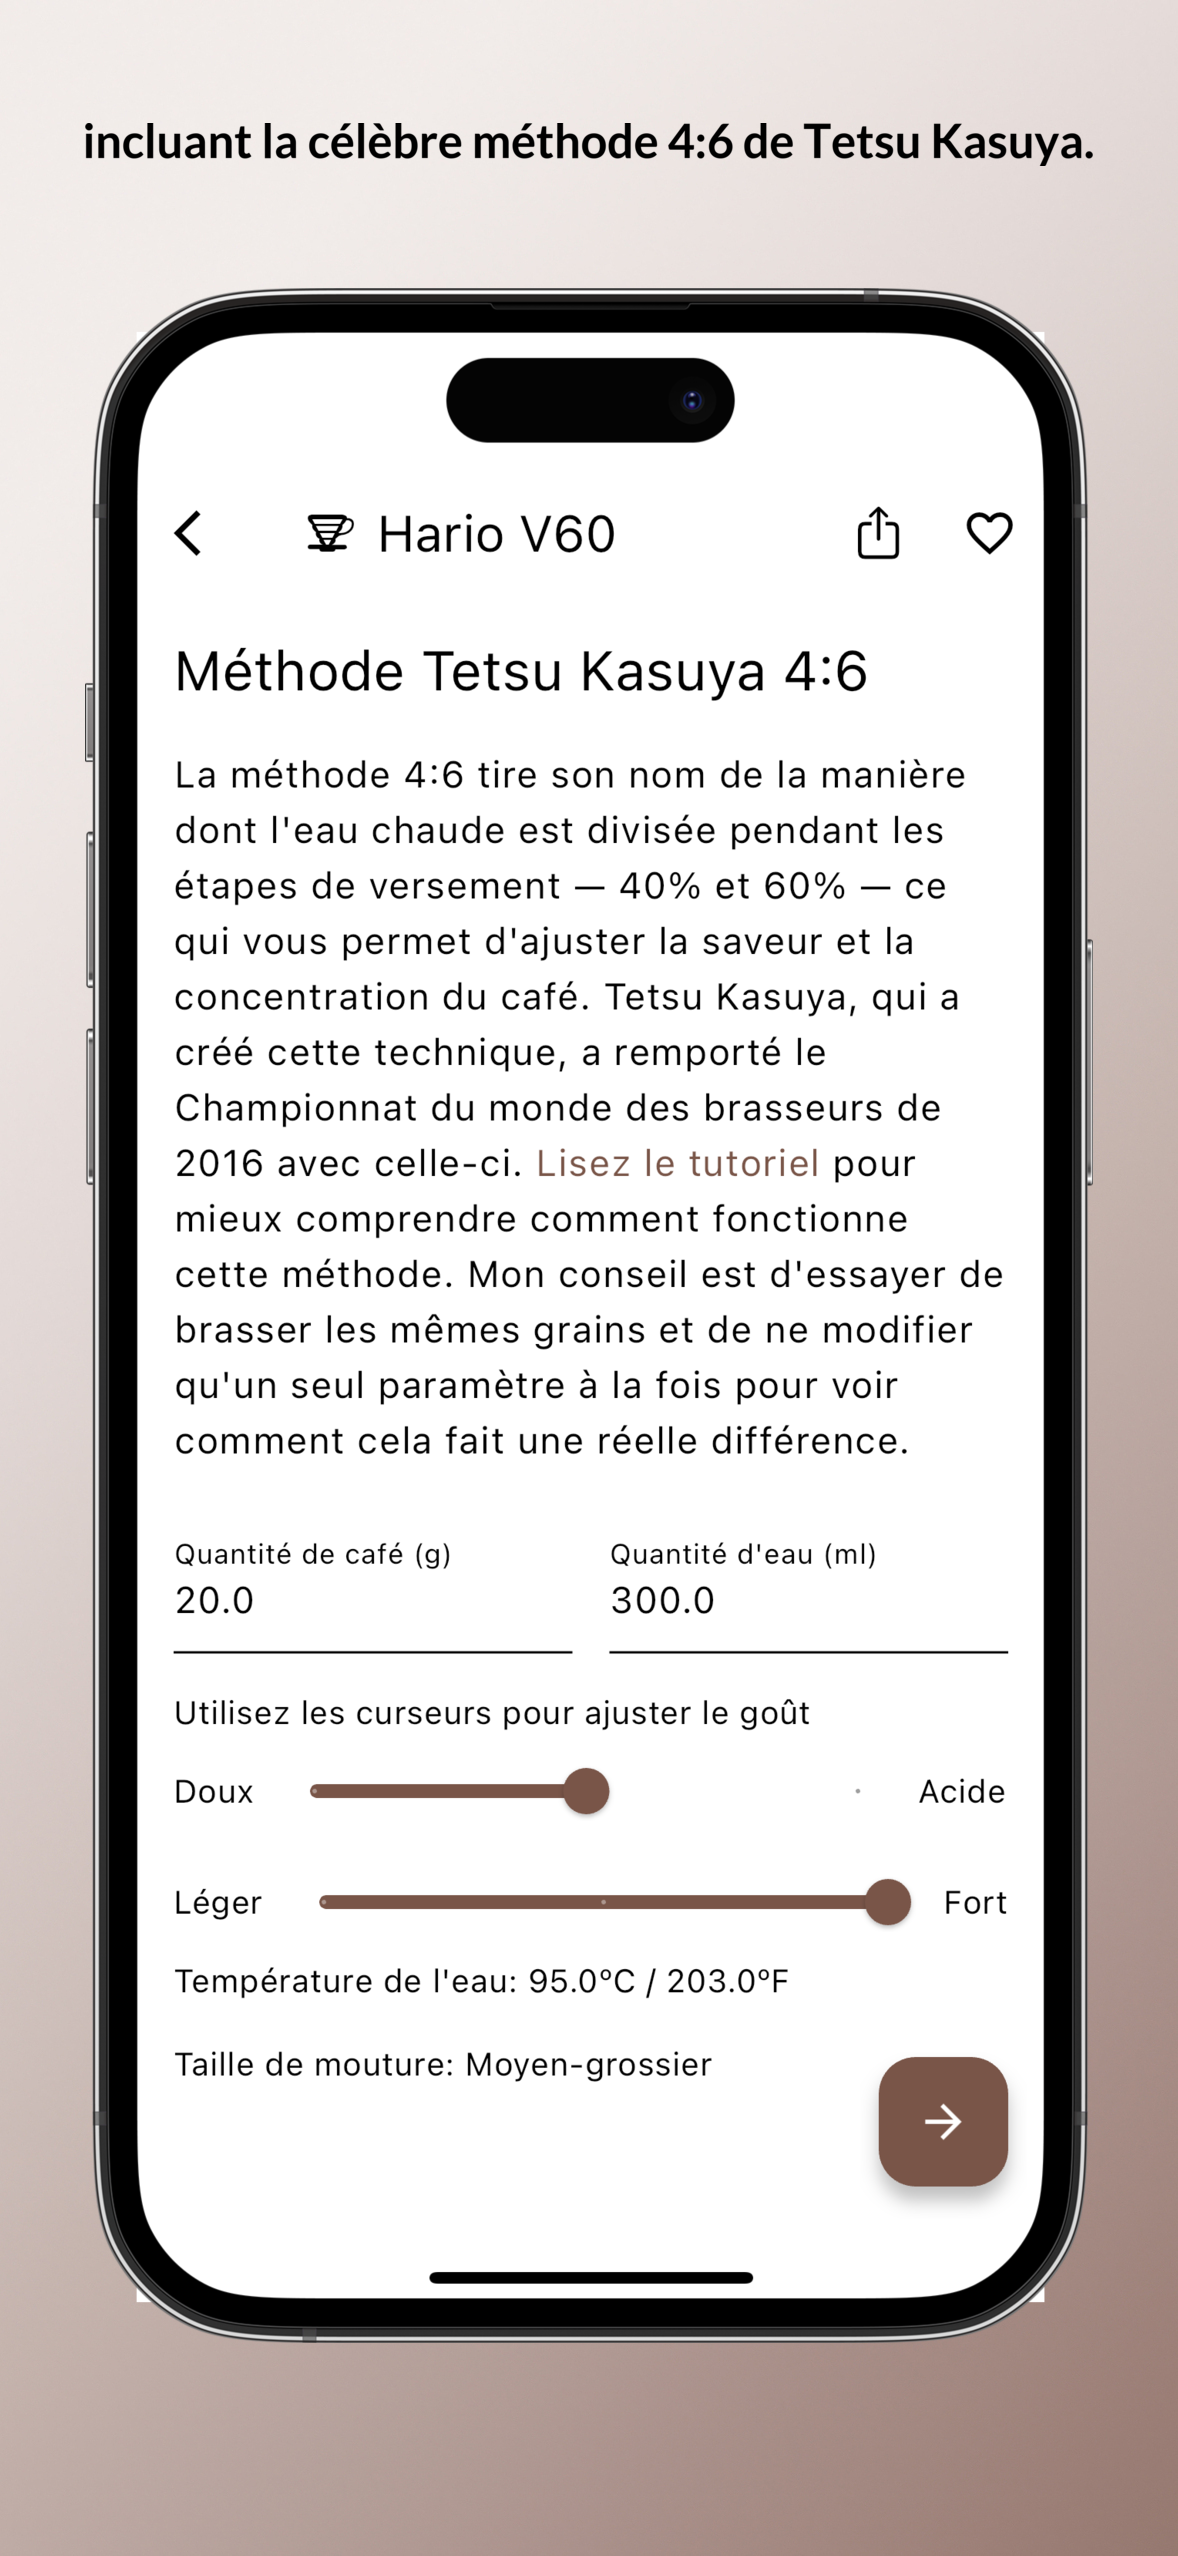 incluant la célèbre méthode 4:6 de Tetsu Kasuya.
Hario V60
Méthode Tetsu Kasuya 4:6
La méthode 4:6 tire son nom de la manière
dont l'eau chaude est divisée pendant les
étapes de versement — 40% et 60% — ce
qui vous permet d'ajuster la saveur et la
concentration du café. Tetsu Kasuya, qui a
créé cette technique, a remporté le
Championnat du monde des brasseurs de
2016 avec celle-ci. Lisez le tutoriel pour
mieux comprendre comment fonctionne
cette méthode. Mon conseil est d'essayer de
brasser les mêmes grains et de ne modifier
qu'un seul paramètre à la fois pour voir
comment cela fait une réelle différence.
Quantité de café (g) Quantité d'eau (ml)
20.0 300.0
Utilisez les curseurs pour ajuster le goût
Doux Acide
Léger Fort
Température de l'eau: 95.0ºC / 203.0ºF
Taille de mouture: Moyen-grossier